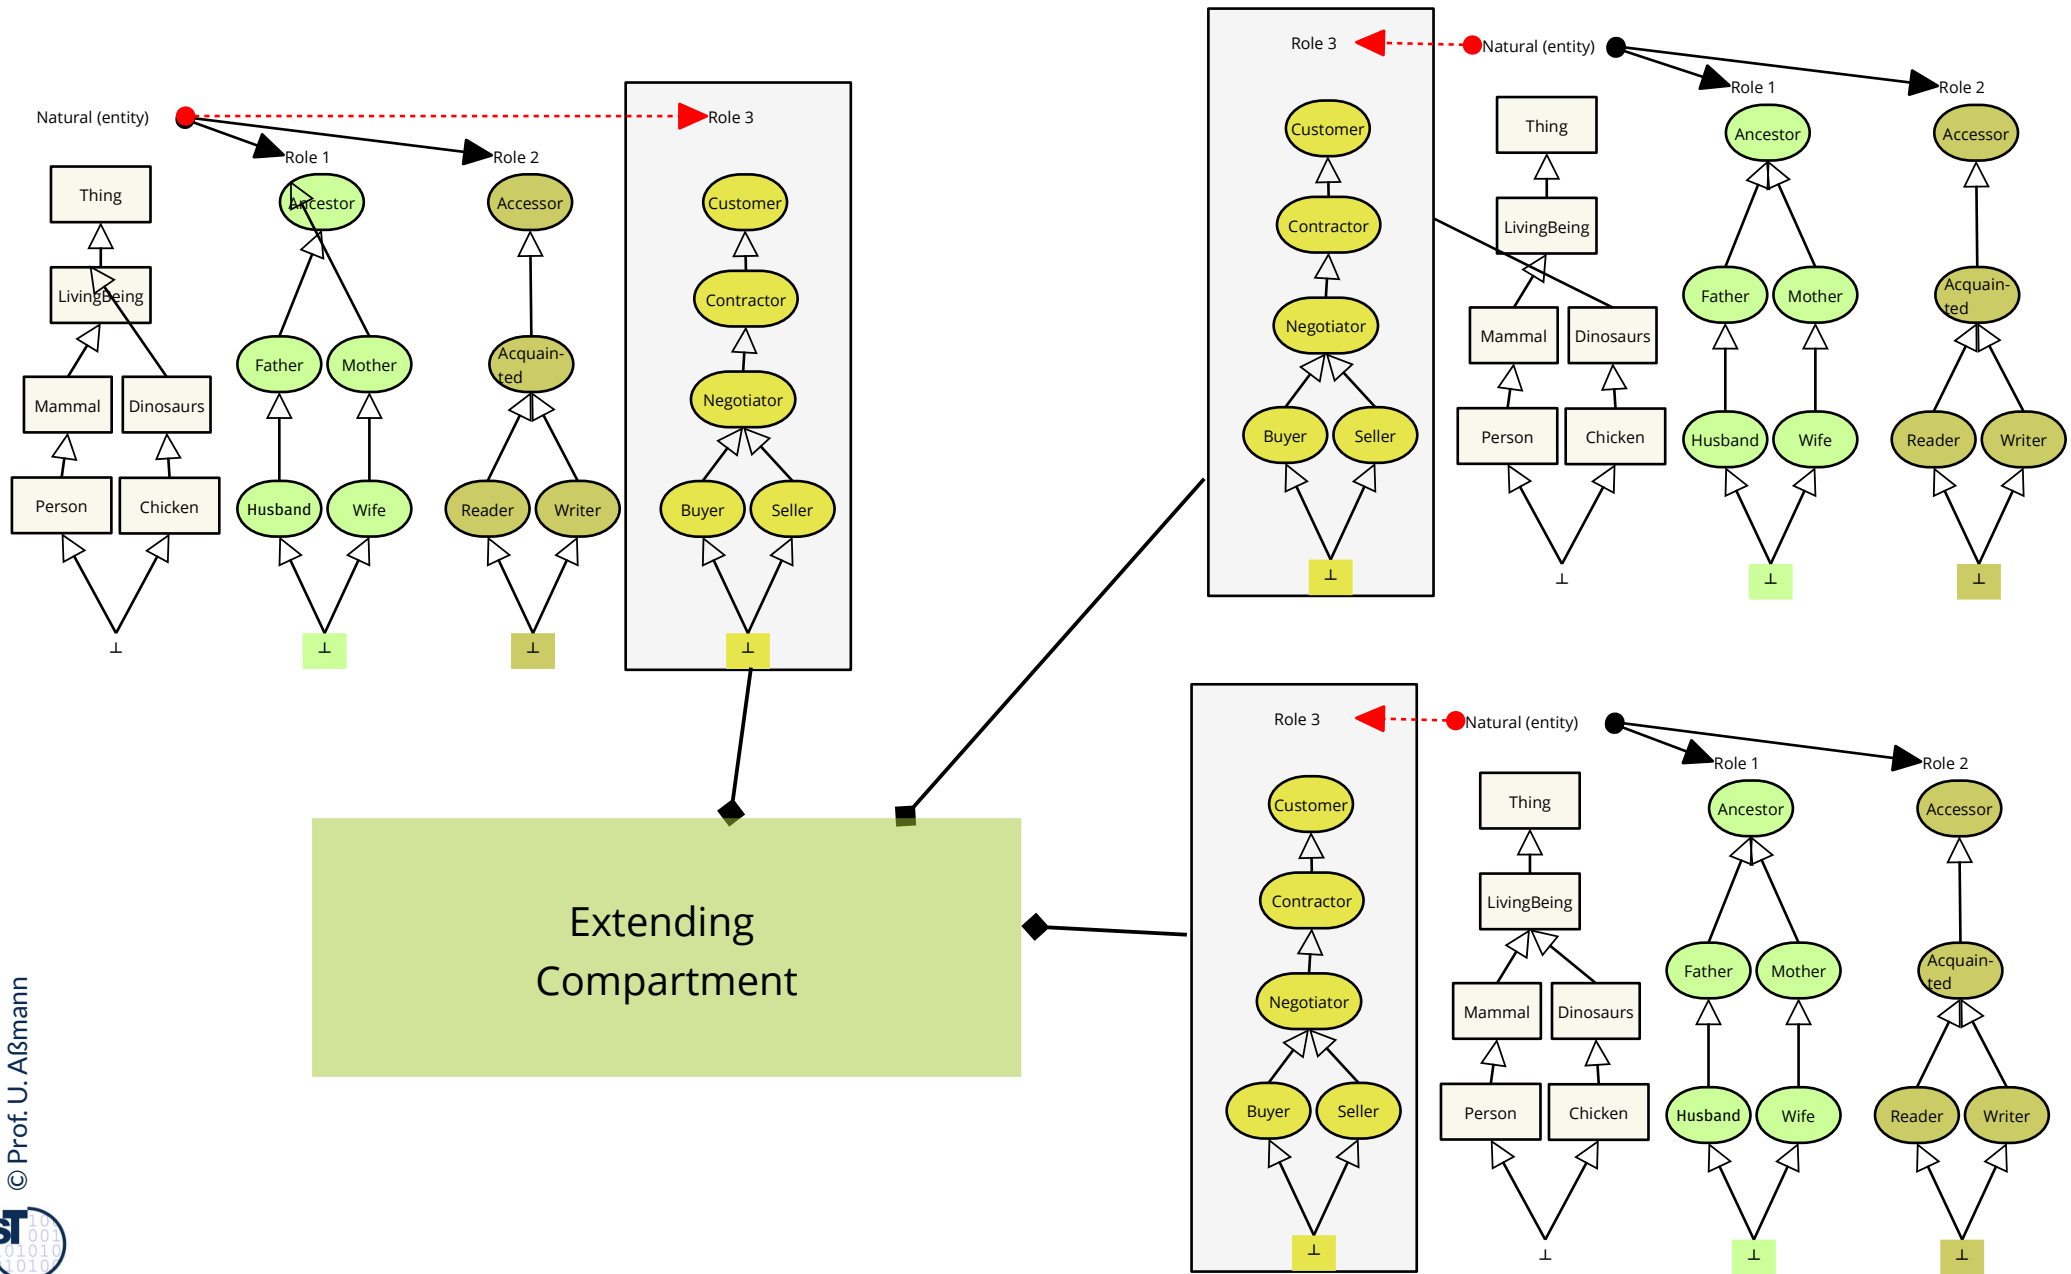 Natural (entity)
Role 1
Role 2
Role 3
Thing
Ancestor
Accessor
Customer
LivingBeing
Contractor
Father
Mother
Acquain-
ted
Mammal
Dinosaurs
Negotiator
Person
Chicken
Husband
Wife
Reader
Writer
Buyer
Seller
⊥
⊥
⊥
⊥
Role 3
Natural (entity)
Role 1
Role 2
Customer
Thing
Ancestor
Accessor
Contractor
LivingBeing
Father
Mother
Acquain-
ted
Negotiator
Mammal
Dinosaurs
Buyer
Seller
Person
Chicken
Husband
Wife
Reader
Writer
⊥
⊥
⊥
⊥
Extending
Compartment
Role 3
Natural (entity)
Role 1
Role 2
Customer
Thing
Ancestor
Accessor
Contractor
LivingBeing
Father
Mother
Acquain-
ted
Negotiator
Mammal
Dinosaurs
Buyer
Seller
Person
Chicken
Husband
Wife
Reader
Writer
⊥
⊥
⊥
⊥
© Prof. U. Aßmann
ST